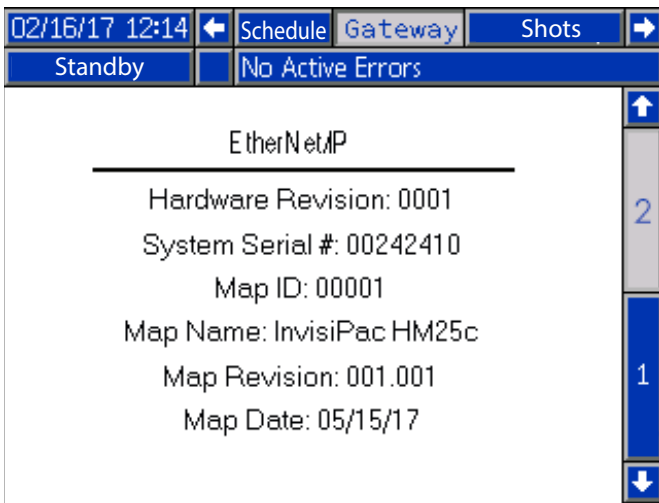 02/16/17 12:14 Schedule Gateway Shots
Standby No Active Errors
EtherNet/IP
Hardware Revision: 0001
System Serial #: 00242410
Map ID: 00001
Map Name: InvisiPac HM25c
Map Revision: 001.001
Map Date: 05/15/17
2
1